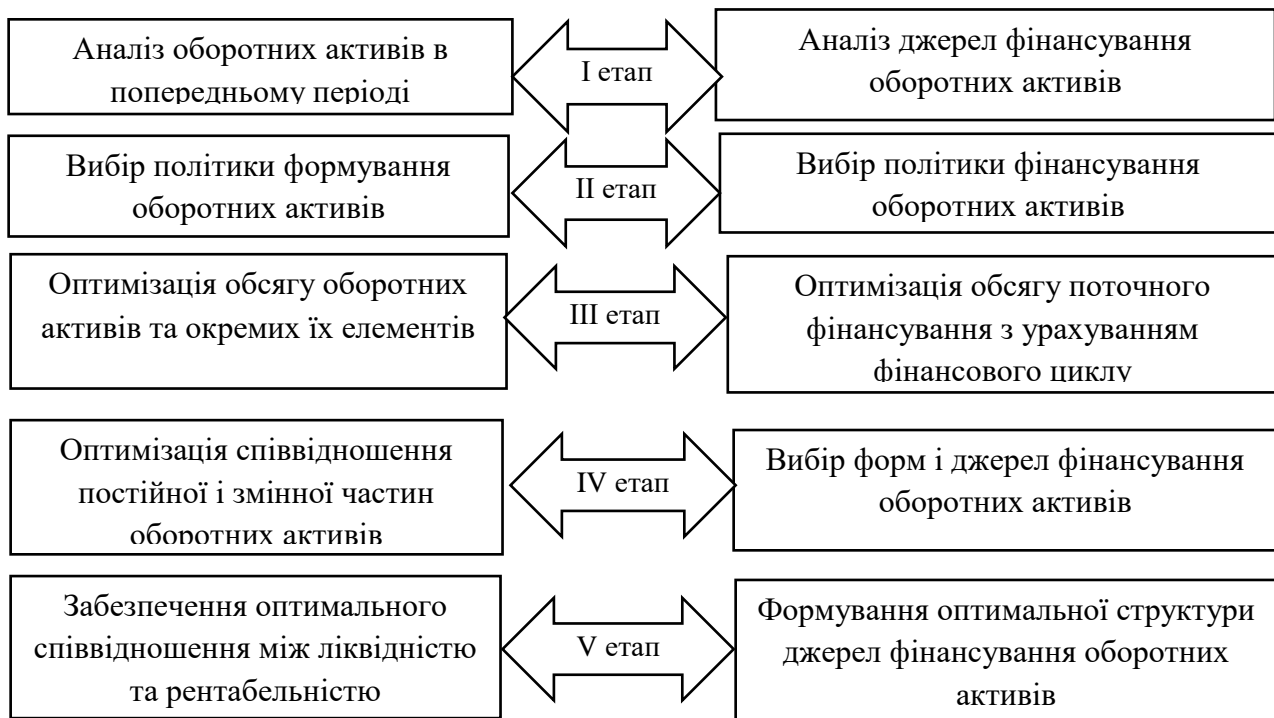 Аналіз оборотних активів в
попередньому періоді
I етап
Аналіз джерел фінансування
оборотних активів
Вибір політики формування
оборотних активів
II етап
Вибір політики фінансування
оборотних активів
Оптимізація обсягу оборотних
активів та окремих їх елементів
III етап
Оптимізація обсягу поточного
фінансування з урахуванням
фінансового циклу
Оптимізація співвідношення
постійної і змінної частин
оборотних активів
IV етап
Вибір форм і джерел фінансування
оборотних активів
Забезпечення оптимального
співвідношення між ліквідністю
та рентабельністю
V етап
Формування оптимальної структури
джерел фінансування оборотних
активів